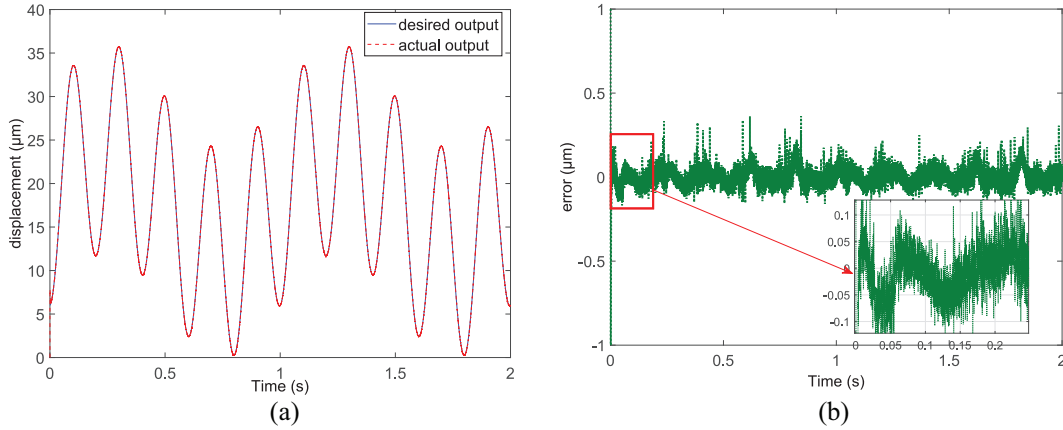 desired output
actual output
displacement (μm)
40
35
30
25
20
15
10
5
0
0 0.5 1 1.5 2
Time (s)
(a)
error (μm)
1
0.5
0
-0.5
-1
0 0.5 1 1.5 2
Time (s)
0.1
0.05
0
-0.05
-0.1
0 0.05 0.1 0.15 0.2
(b)